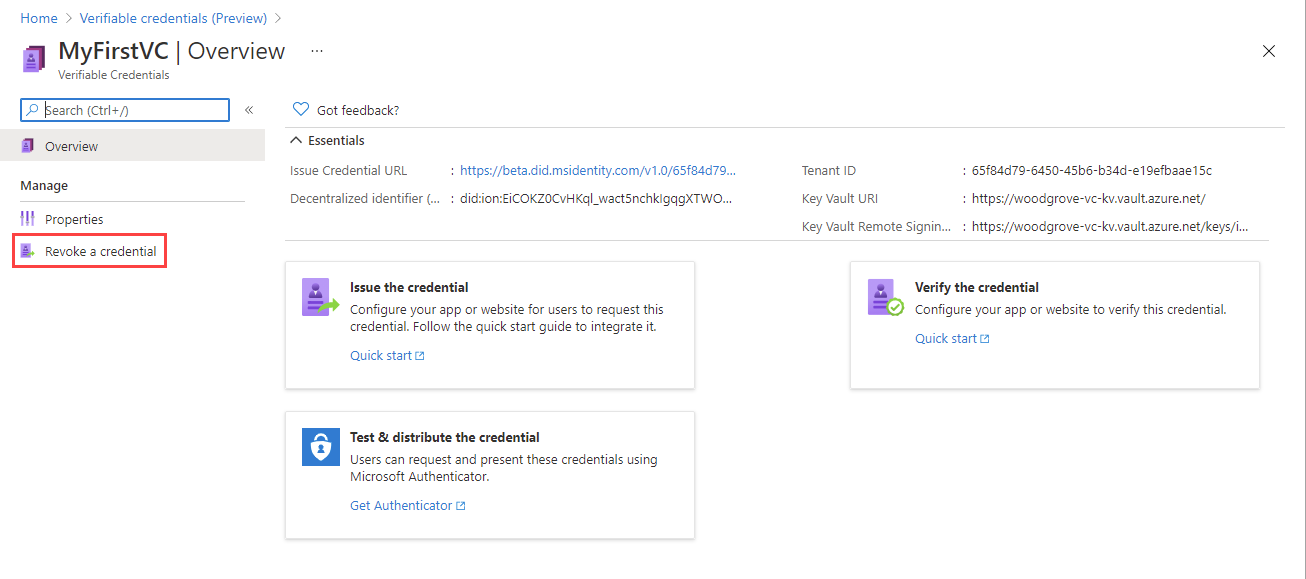 Home > Verifiable credentials (Preview) >
MyFirstVC | Overview ...
Verifiable Credentials
Search (Ctrl+/)
«
Overview
Manage
Properties
Revoke a credential
Got feedback?
Essentials
Issue Credential URL : https://beta.did.msidentity.com/v1.0/65f84d79...
Decentralized identifier (... : did:ion:EiCOKZ0CvHKql_wact5nchkIgqgXTWO...
Tenant ID : 65f84d79-6450-45b6-b34d-e19efbaae15c
Key Vault URI : https://woodgrove-vc-kv.vault.azure.net/
Key Vault Remote Signin... : https://woodgrove-vc-kv.vault.azure.net/keys/i...
Issue the credential
Configure your app or website for users to request this
credential. Follow the quick start guide to integrate it.
Quick start
Verify the credential
Configure your app or website to verify this credential.
Quick start
Test & distribute the credential
Users can request and present these credentials using
Microsoft Authenticator.
Get Authenticator